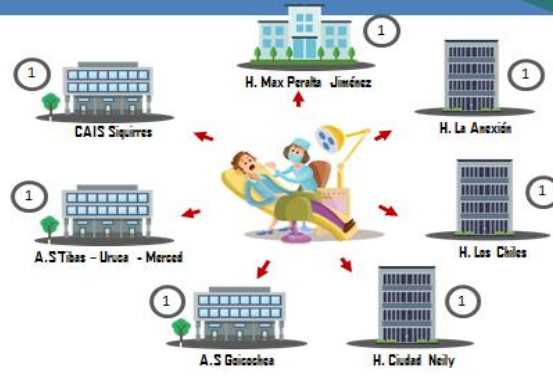 1
H. Max Peralta Jiménez
1
CAIS Siquirres
1
H. La Anexión
1
A.S Tibas – Uruca - Merced
1
H. Los Chiles
1
A.S Goicochea
1
H. Ciudad Neily